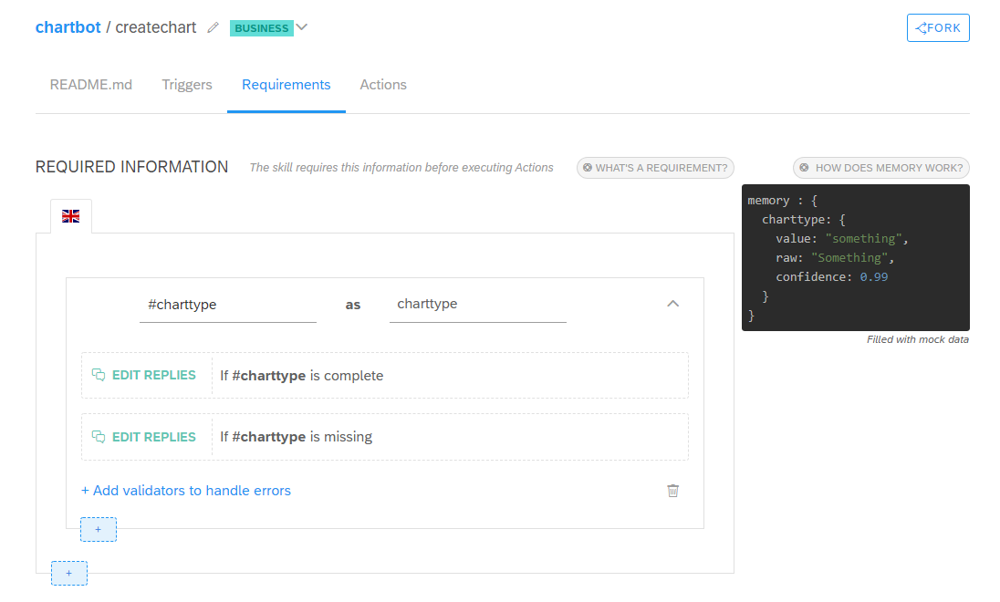 chartbot / createchart BUSINESS FORK
README.md Triggers Requirements Actions
REQUIRED INFORMATION The skill requires this information before executing Actions WHAT'S A REQUIREMENT? HOW DOES MEMORY WORK?
memory : {
charttype: {
value: "something",
raw: "Something",
confidence: 0.99
}
}
Filled with mock data
#charttype as charttype
EDIT REPLIES If #charttype is complete
EDIT REPLIES If #charttype is missing
+ Add validators to handle errors
+
+